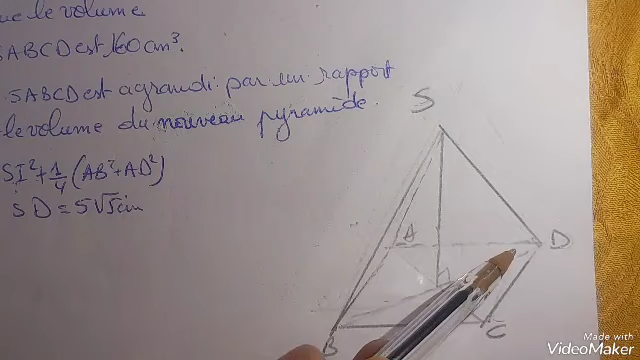 que le volume
SABCD est 160 cm³.
SABCD est agrandi par un rapport
le volume du nouveau pyramide.
SI² + 1/4 (AB² + AD²)
SD = 5√5 cm
S
A
D
B
C
Made with
VideoMaker